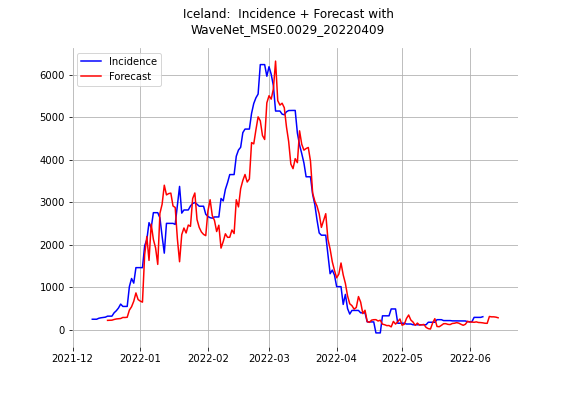 Iceland:  Incidence + Forecast with
WaveNet_MSE0.0029_20220409
Incidence
Forecast
6000
5000
4000
3000
2000
1000
0
2021-12 2022-01 2022-02 2022-03 2022-04 2022-05 2022-06